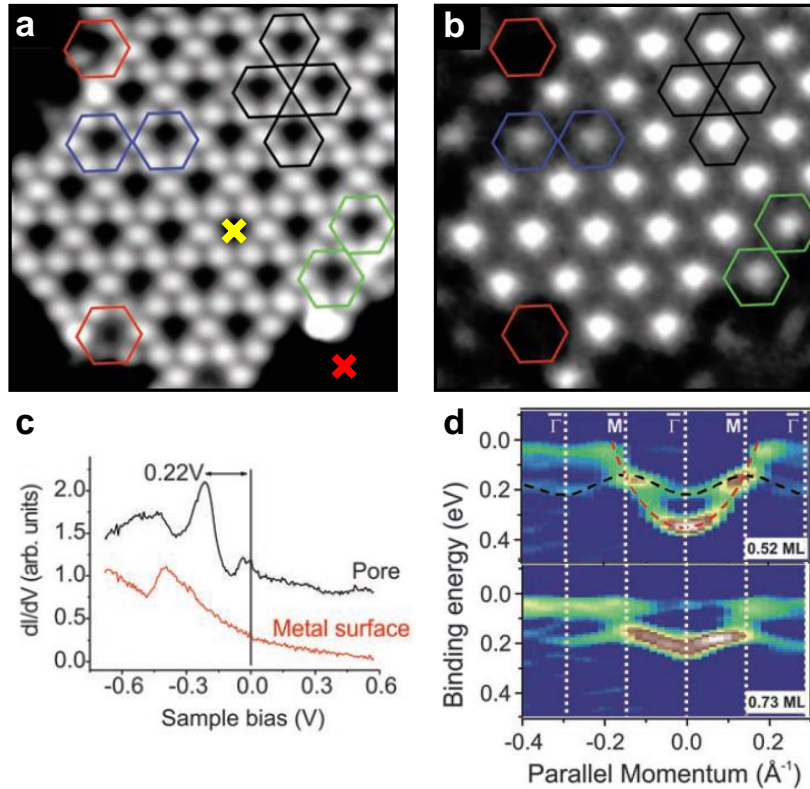 a
b
c
0.22V
2.0
1.5
1.0
0.5
0.0
dI/dV (arb. units)
Pore
Metal surface
-0.6 -0.3 0.0 0.3 0.6
Sample bias (V)
d
Γ̅ M̅ Γ̅ M̅ Γ̅
0.0
0.2
0.4
0.52 ML
0.0
0.2
0.4
0.73 ML
Binding energy (eV)
-0.4 -0.2 0.0 0.2
Parallel Momentum (Å⁻¹)